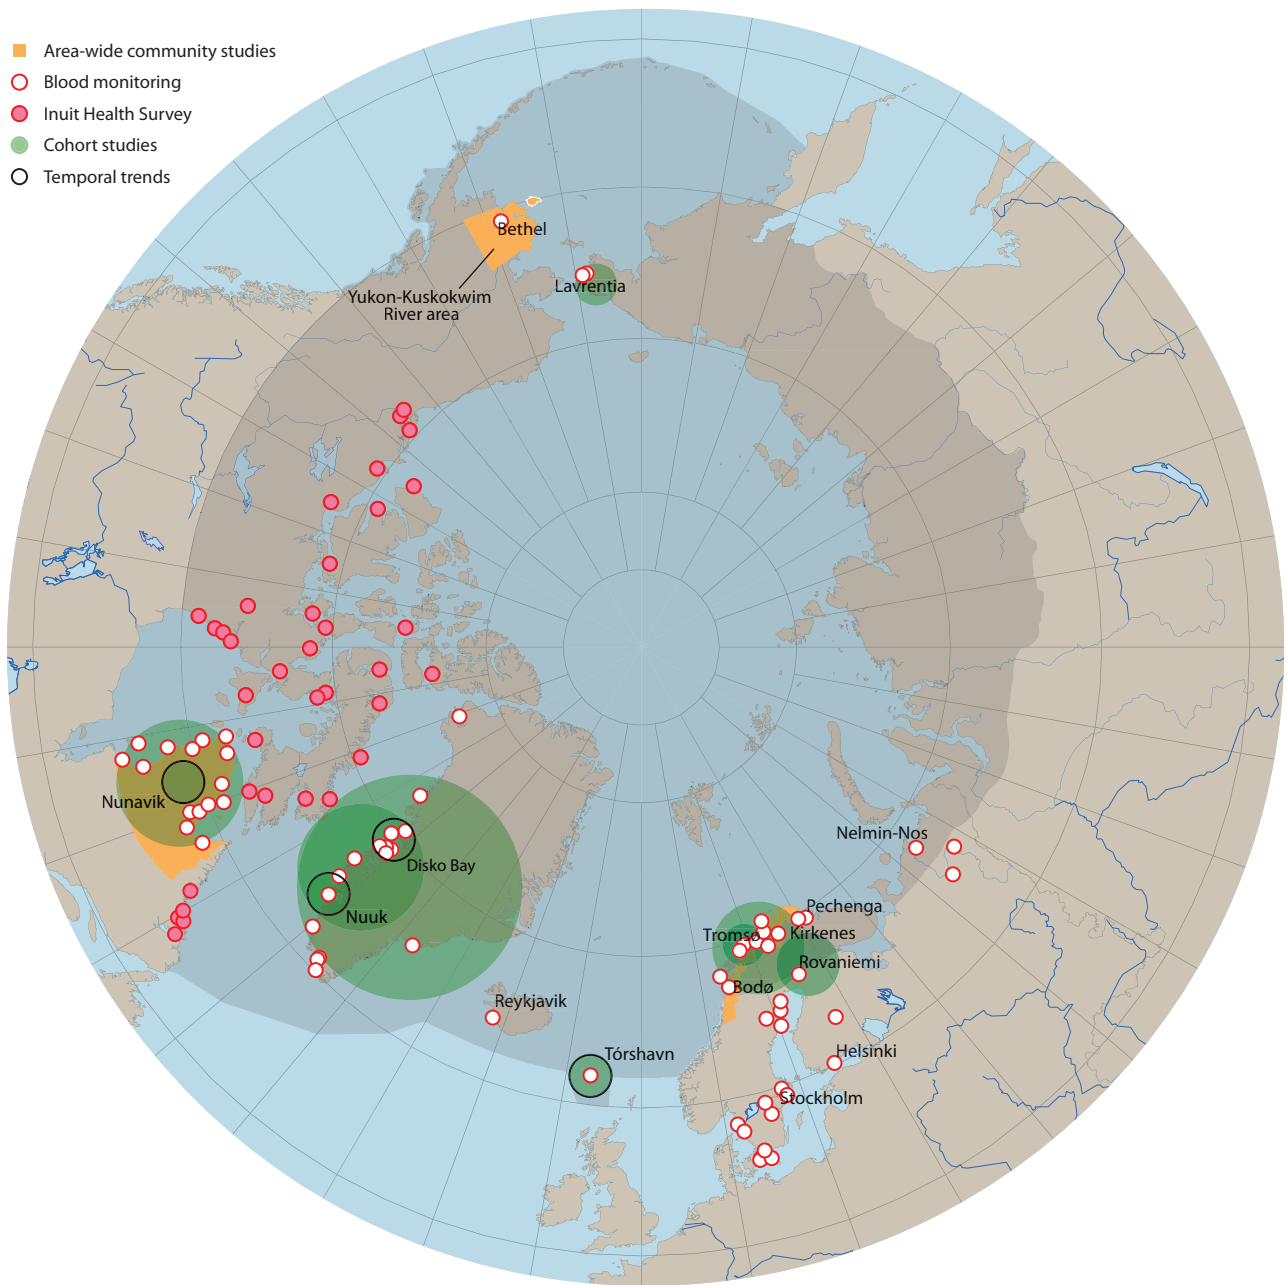 Area-wide community studies
Blood monitoring
Inuit Health Survey
Cohort studies
Temporal trends
Bethel
Lavrentia
Yukon-Kuskokwim
River area
Nunavik
Disko Bay
Nuuk
Nelmin-Nos
Pechenga
Tromsø
Kirkenes
Rovaniemi
Bodø
Reykjavik
Tórshavn
Helsinki
Stockholm